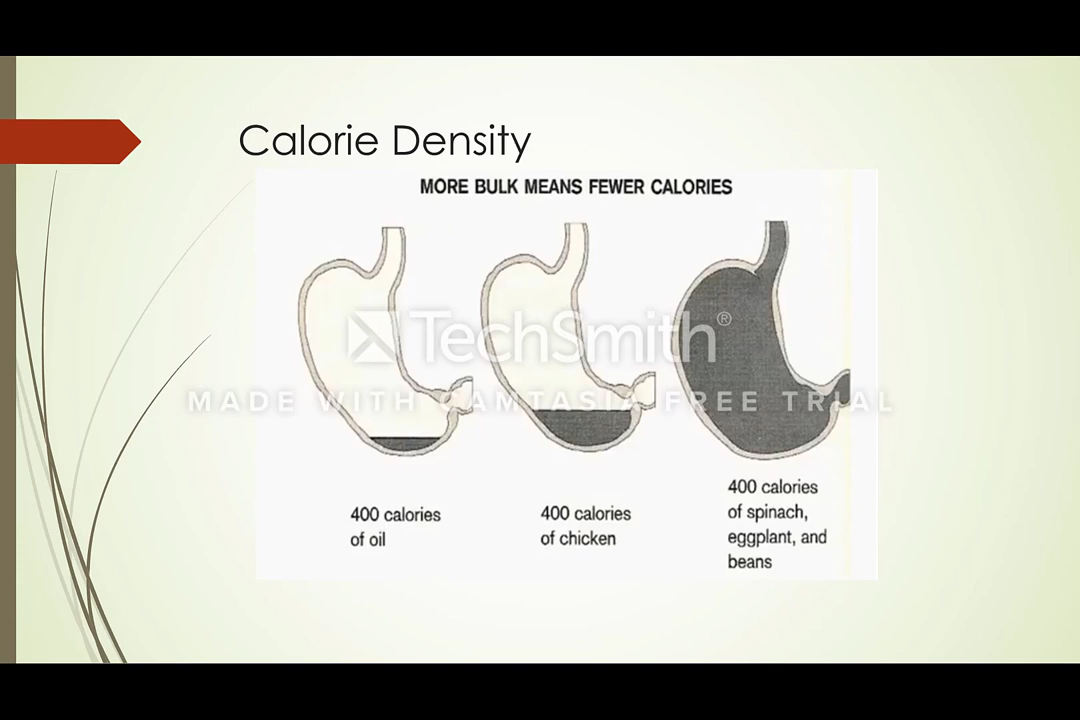 Calorie Density
MORE BULK MEANS FEWER CALORIES
TechSmith®
MADE WITH CAMTASIA FREE TRIAL
400 calories
of oil
400 calories
of chicken
400 calories
of spinach,
eggplant, and
beans